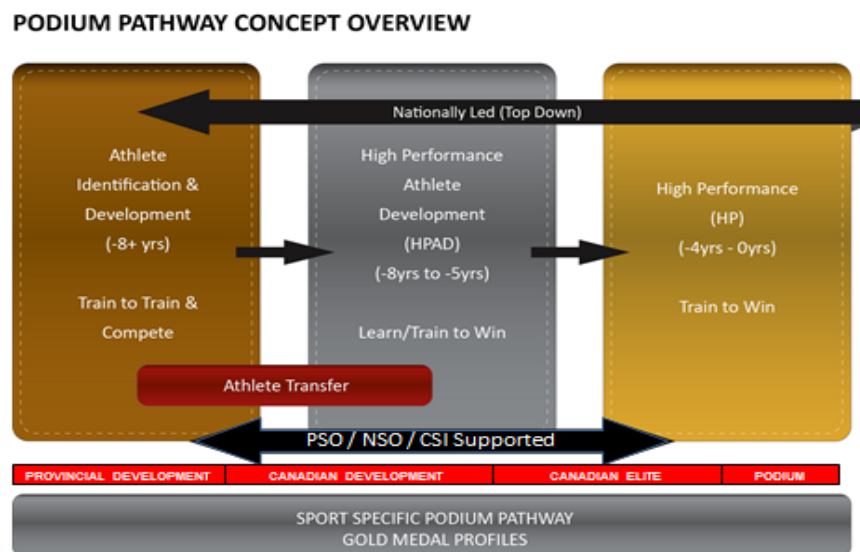 PODIUM PATHWAY CONCEPT OVERVIEW
Nationally Led (Top Down)
Athlete
Identification &
Development
(-8+ yrs)
Train to Train &
Compete
High Performance
Athlete
Development
(HPAD)
(-8yrs to -5yrs)
Learn/Train to Win
High Performance
(HP)
(-4yrs - 0yrs)
Train to Win
Athlete Transfer
PSO / NSO / CSI Supported
PROVINCIAL DEVELOPMENT
CANADIAN DEVELOPMENT
CANADIAN ELITE
PODIUM
SPORT SPECIFIC PODIUM PATHWAY
GOLD MEDAL PROFILES